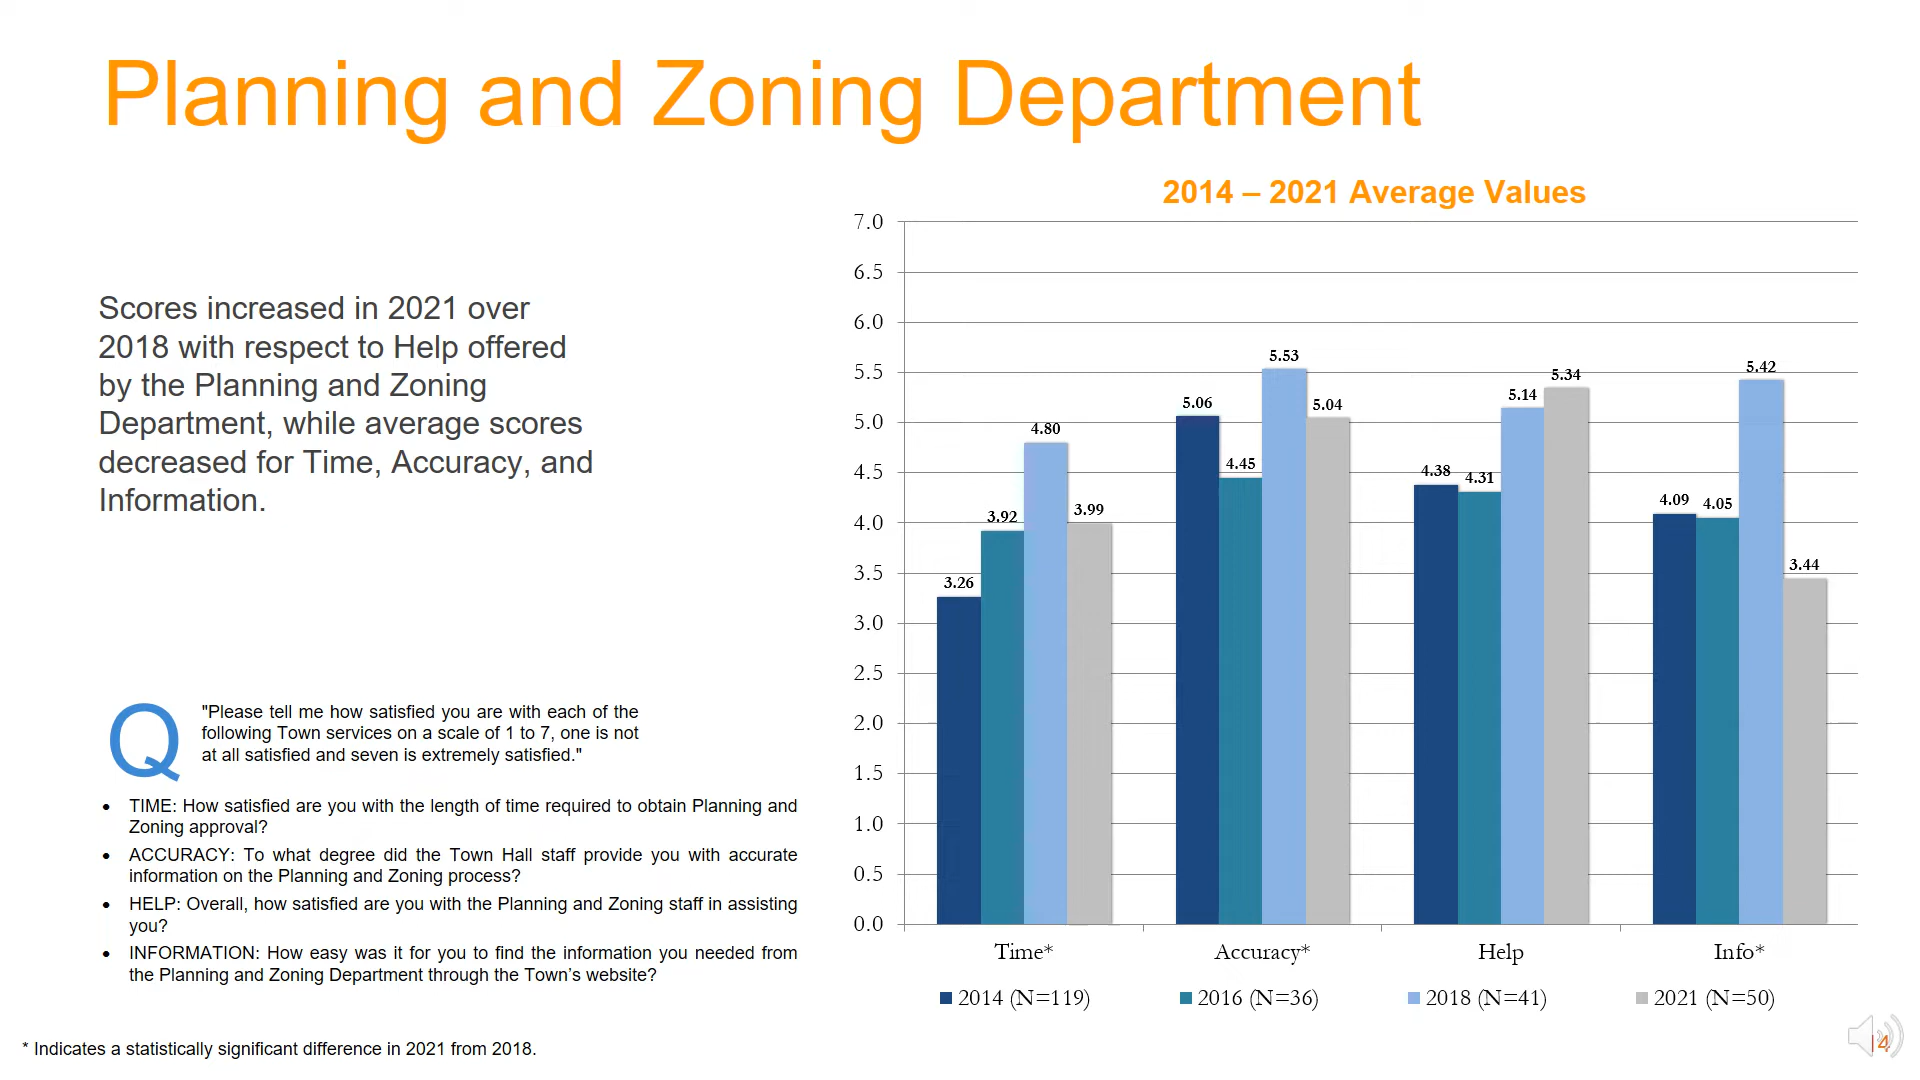 Planning and Zoning Department
Scores increased in 2021 over
2018 with respect to Help offered
by the Planning and Zoning
Department, while average scores
decreased for Time, Accuracy, and
Information.
Q
"Please tell me how satisfied you are with each of the
following Town services on a scale of 1 to 7, one is not
at all satisfied and seven is extremely satisfied."
• TIME: How satisfied are you with the length of time required to obtain Planning and
Zoning approval?
• ACCURACY: To what degree did the Town Hall staff provide you with accurate
information on the Planning and Zoning process?
• HELP: Overall, how satisfied are you with the Planning and Zoning staff in assisting
you?
• INFORMATION: How easy was it for you to find the information you needed from
the Planning and Zoning Department through the Town’s website?
* Indicates a statistically significant difference in 2021 from 2018.
2014 – 2021 Average Values
7.0
6.5
6.0
5.5
5.0
4.5
4.0
3.5
3.0
2.5
2.0
1.5
1.0
0.5
0.0
3.26
3.92
4.80
3.99
5.06
4.45
5.53
5.04
4.38
4.31
5.14
5.34
4.09
4.05
5.42
3.44
Time* Accuracy* Help Info*
2014 (N=119) 2016 (N=36) 2018 (N=41) 2021 (N=50)
14